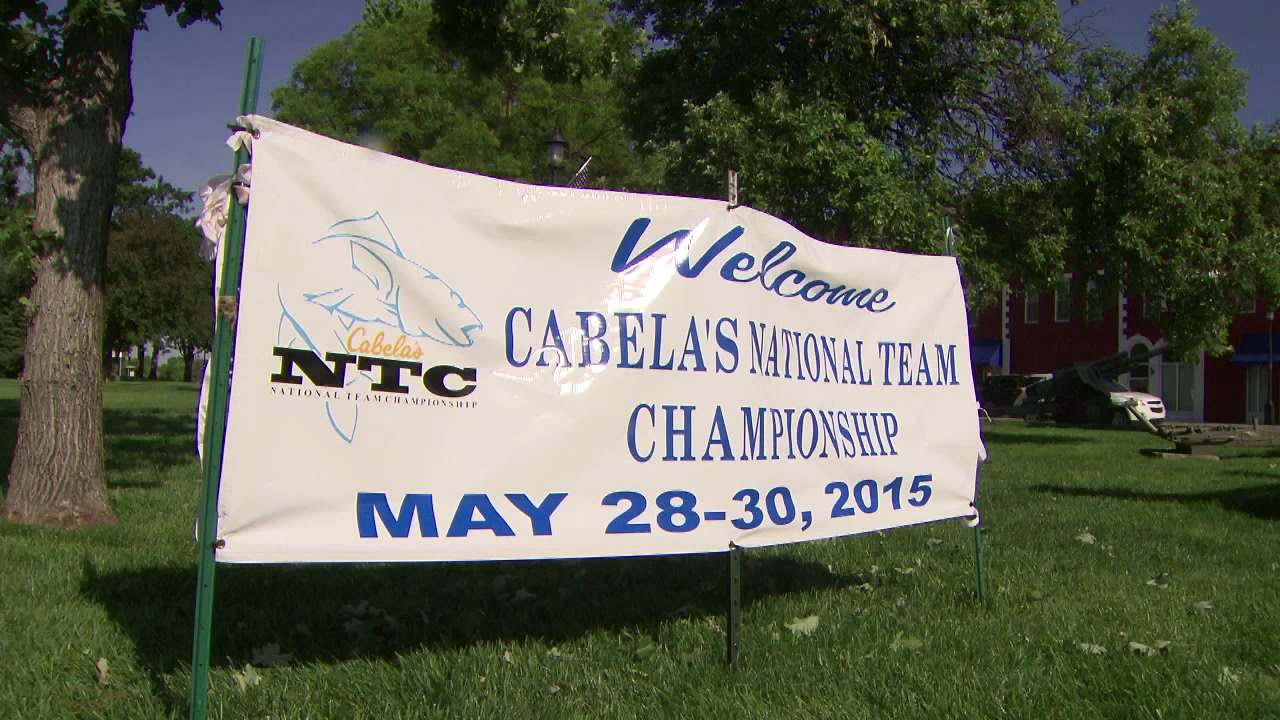 Cabela's
NTC
NATIONAL TEAM CHAMPIONSHIP
Welcome
CABELA'S NATIONAL TEAM
CHAMPIONSHIP
MAY 28-30, 2015